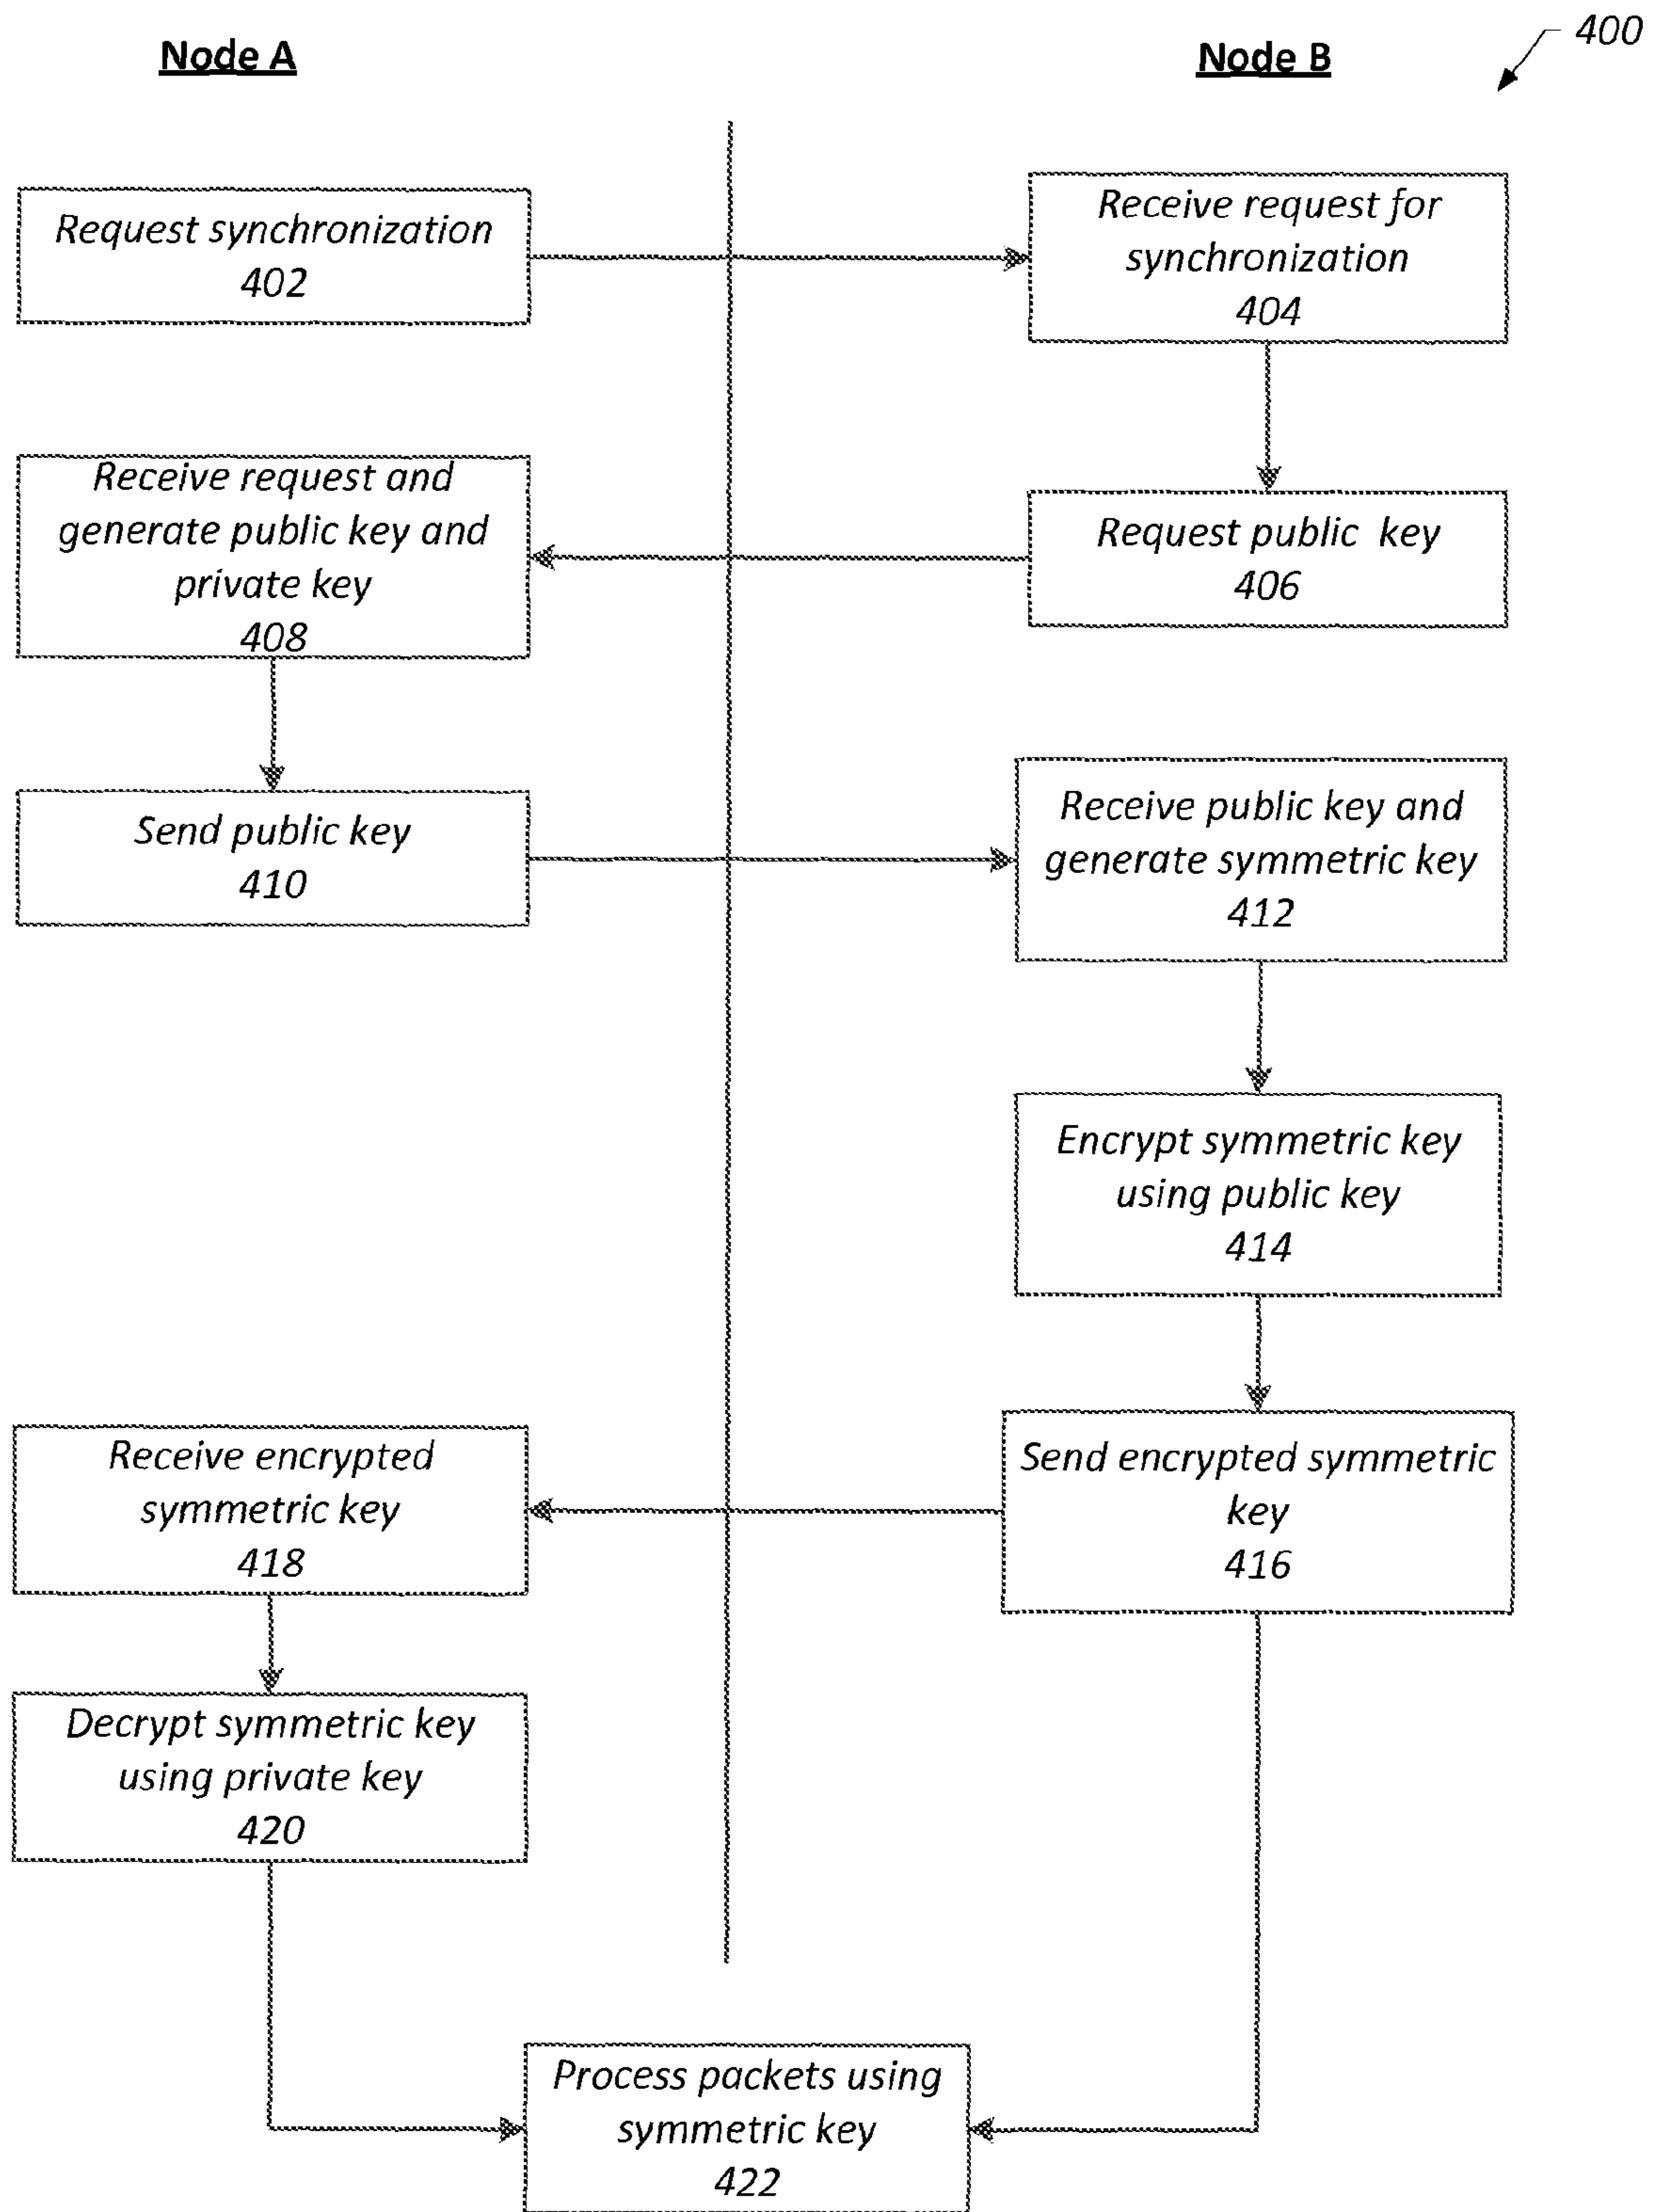 Node A
Node B
400
Request synchronization
402
Receive request for
synchronization
404
Receive request and
generate public key and
private key
408
Request public key
406
Send public key
410
Receive public key and
generate symmetric key
412
Encrypt symmetric key
using public key
414
Receive encrypted
symmetric key
418
Send encrypted symmetric
key
416
Decrypt symmetric key
using private key
420
Process packets using
symmetric key
422